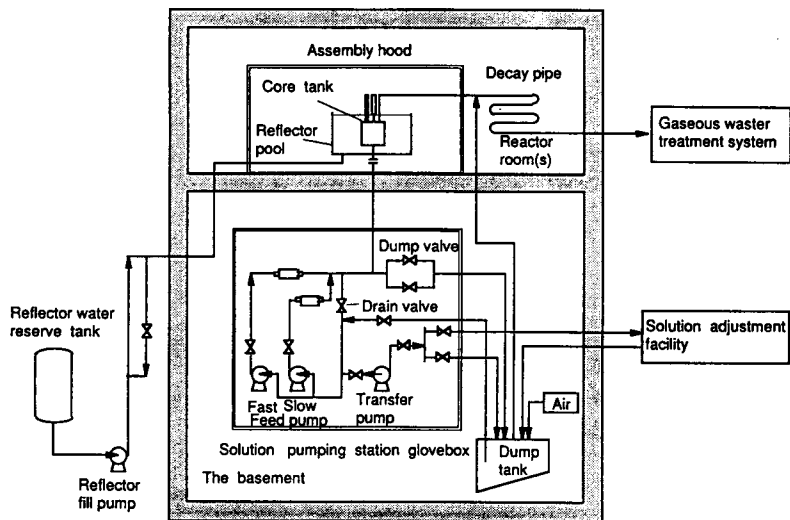 Assembly hood
Core tank
Decay pipe
Reflector
pool
Reactor
room(s)
Gaseous waster
treatment system
Dump valve
Drain valve
Reflector water
reserve tank
Solution adjustment
facility
Fast Slow
Feed pump
Transfer
pump
Air
Solution pumping station glovebox
Dump
tank
The basement
Reflector
fill pump